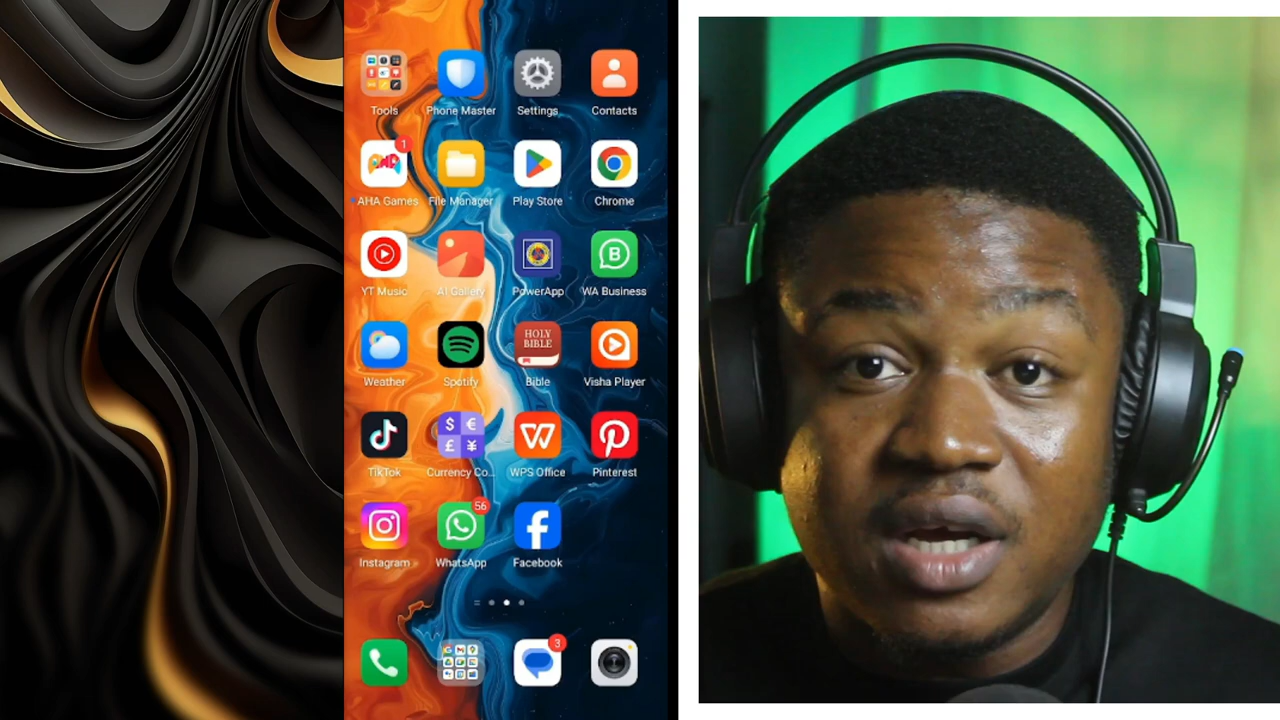 Tools Phone Master Settings Contacts
1
AHA Games File Manager Play Store Chrome
YT Music AI Gallery PowerApp WA Business
B
HOLY
BIBLE
Weather Spotify Bible Visha Player
$ €
£ ¥
TikTok Currency Co... WPS Office Pinterest
56
Instagram WhatsApp Facebook
3